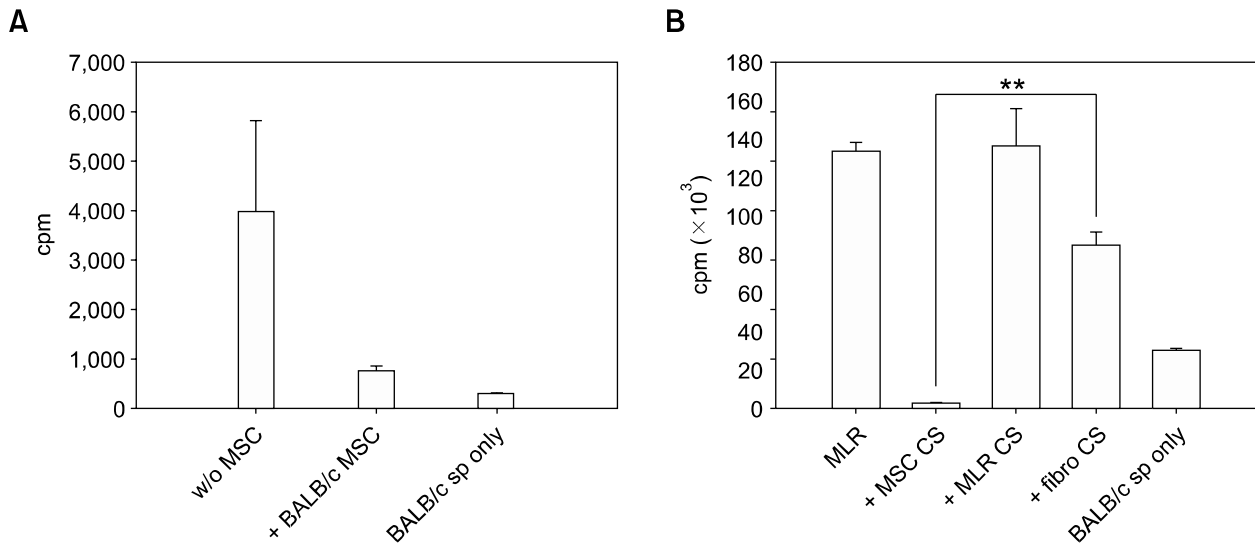 A
7,000
6,000
5,000
4,000
3,000
2,000
1,000
0
cpm
w/o MSC
+ BALB/c MSC
BALB/c sp only
B
180
160
140
120
100
80
60
40
20
0
cpm (×10³)
**
MLR
+ MSC CS
+ MLR CS
+ fibro CS
BALB/c sp only